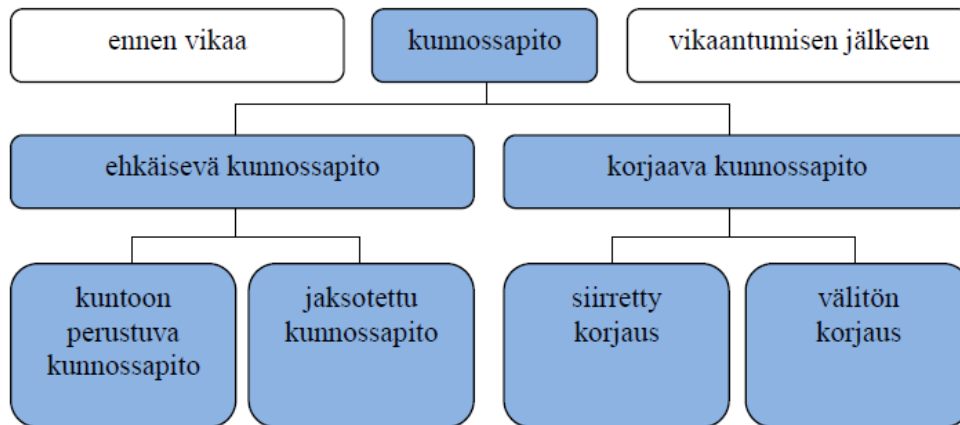 ennen vikaa
kunnossapito
vikaantumisen jälkeen
ehkäisevä kunnossapito
korjaava kunnossapito
kuntoon
perustuva
kunnossapito
jaksotettu
kunnossapito
siirretty
korjaus
välitön
korjaus